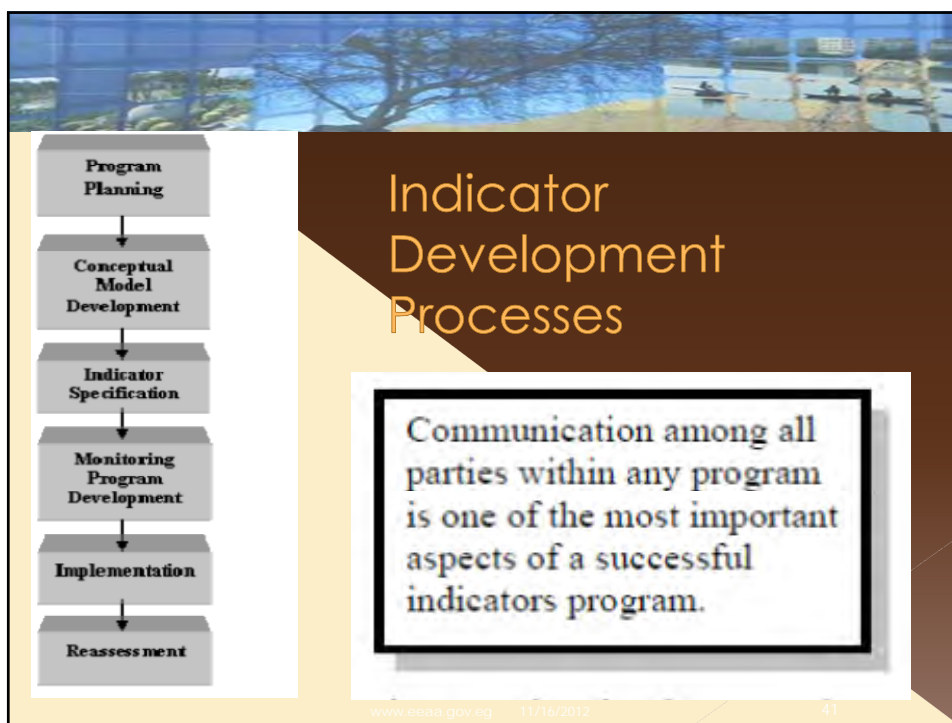 Program
Planning
Conceptual
Model
Development
Indicator
Specification
Monitoring
Program
Development
Implementation
Reassessment
Indicator
Development
Processes
Communication among all
parties within any program
is one of the most important
aspects of a successful
indicators program.
www.eeaa.gov.eg 11/16/2012 41